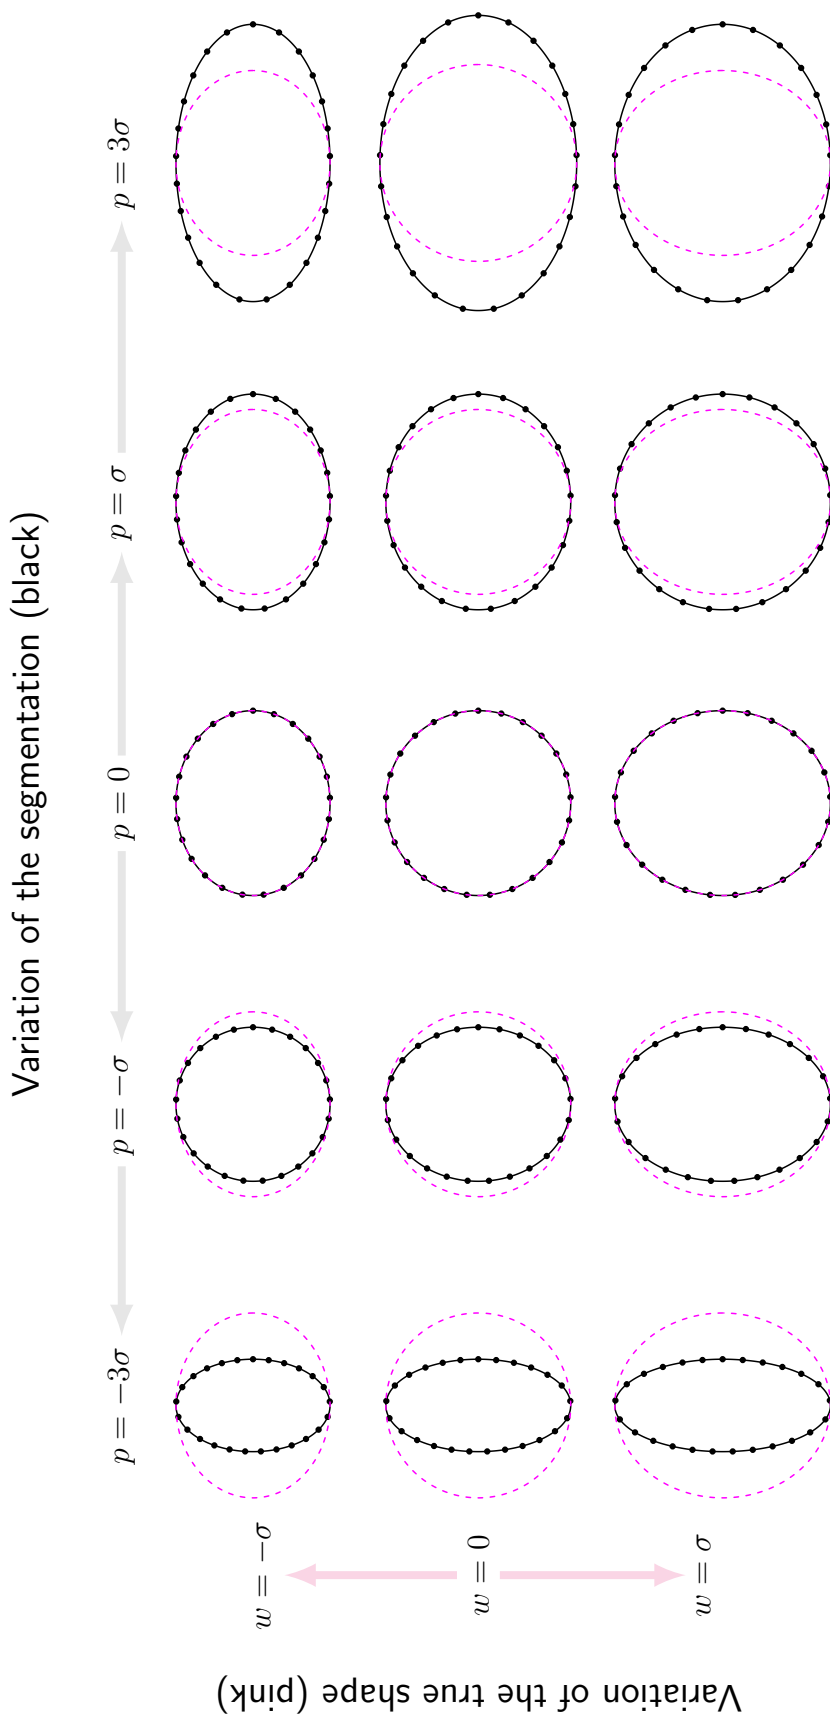 Variation of the segmentation (black)
p = −3σ
p = −σ
p = 0
p = σ
p = 3σ
m = −σ
m = 0
m = σ
Variation of the true shape (pink)